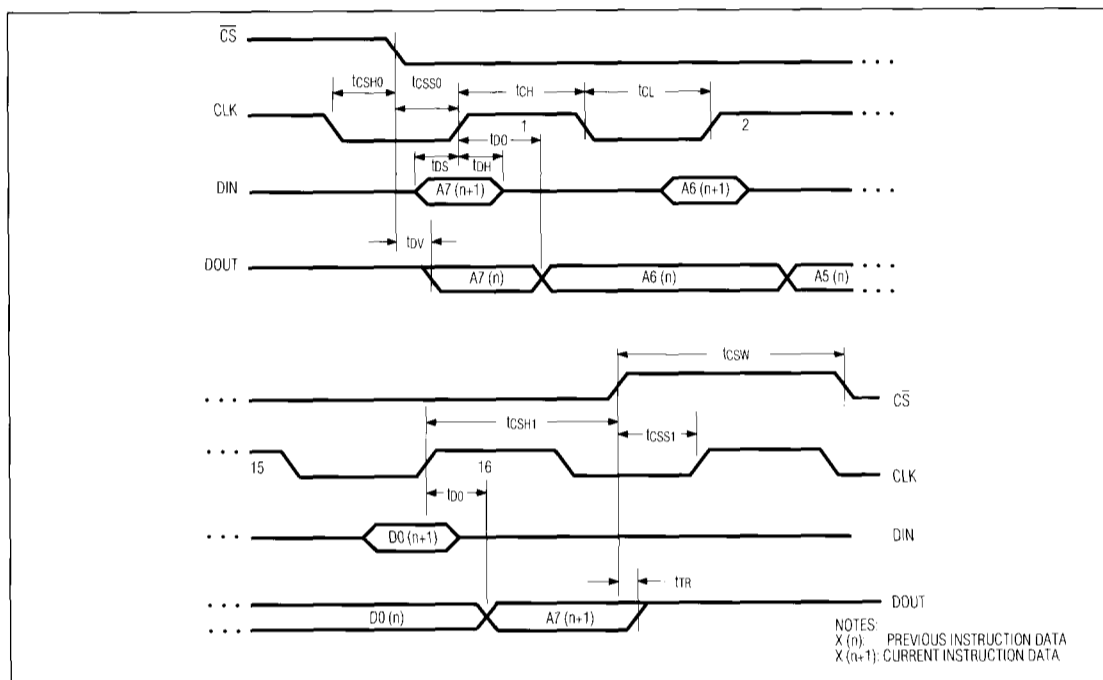 CS
tCSH0
tCSS0
tCH
tCL
CLK
1
2
tDO
tDS
tDH
DIN
A7 (n+1)
A6 (n+1)
tDV
DOUT
A7 (n)
A6 (n)
A5 (n)
tCSW
CS
tCSH1
tCSS1
15
16
CLK
tDO
D0 (n+1)
DIN
tTR
DOUT
D0 (n)
A7 (n+1)
NOTES:
X (n): PREVIOUS INSTRUCTION DATA
X (n+1): CURRENT INSTRUCTION DATA